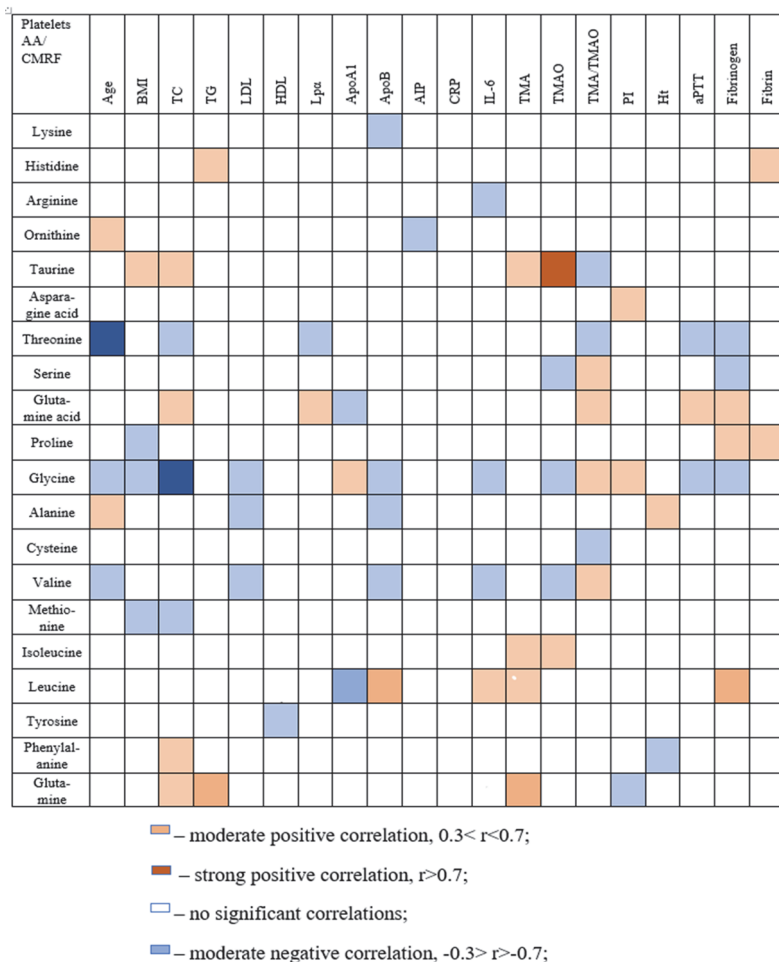 Platelets
AA/
CMRF
Age
BMI
TC
TG
LDL
HDL
Lpα
ApoA1
ApoB
AIP
CRP
IL-6
TMA
TMAO
TMA/TMAO
PI
Ht
aPTT
Fibrinogen
Fibrin
Lysine
Histidine
Arginine
Ornithine
Taurine
Aspara-
gine acid
Threonine
Serine
Gluta-
mine acid
Proline
Glycine
Alanine
Cysteine
Valine
Methio-
nine
Isoleucine
Leucine
Tyrosine
Phenylal-
anine
Gluta-
mine
– moderate positive correlation, 0.3< r<0.7;
– strong positive correlation, r>0.7;
– no significant correlations;
– moderate negative correlation, -0.3> r>-0.7;